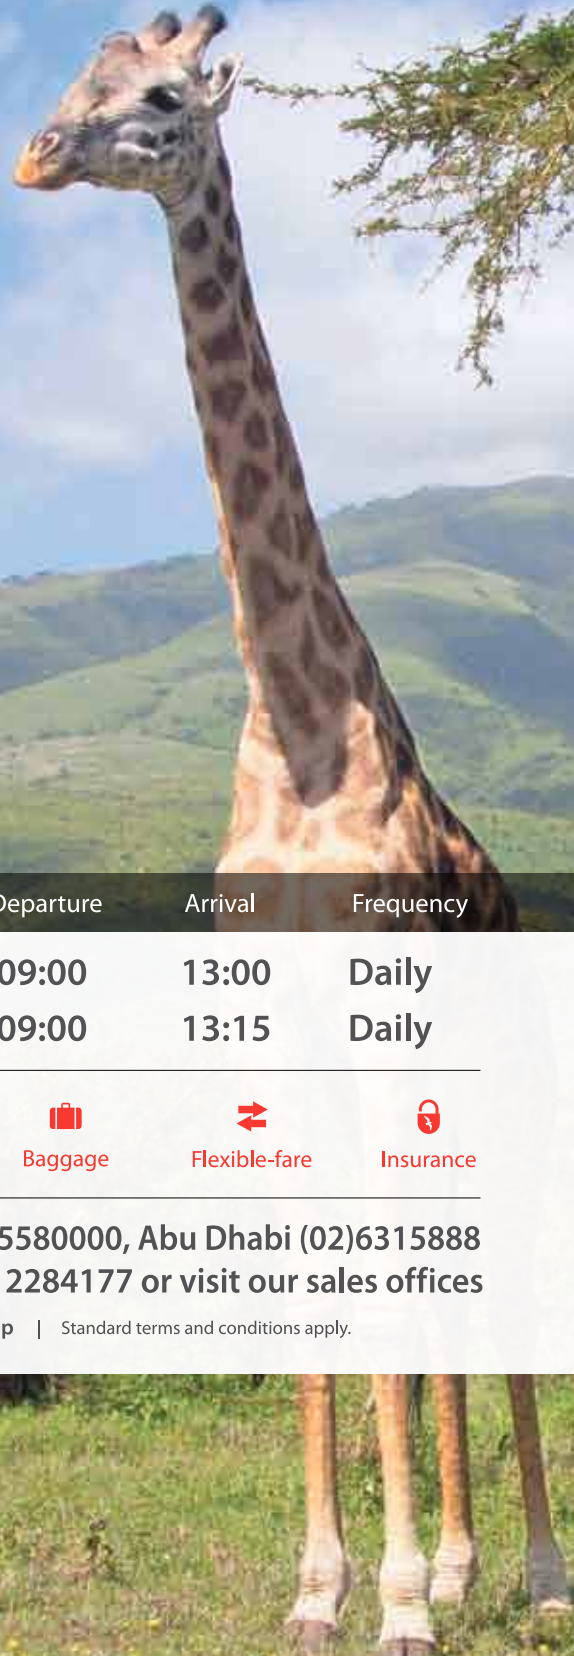 Departure Arrival Frequency
09:00 13:00 Daily
09:00 13:15 Daily
Baggage Flexible-fare Insurance
5580000, Abu Dhabi (02)6315888
2284177 or visit our sales offices
p | Standard terms and conditions apply.